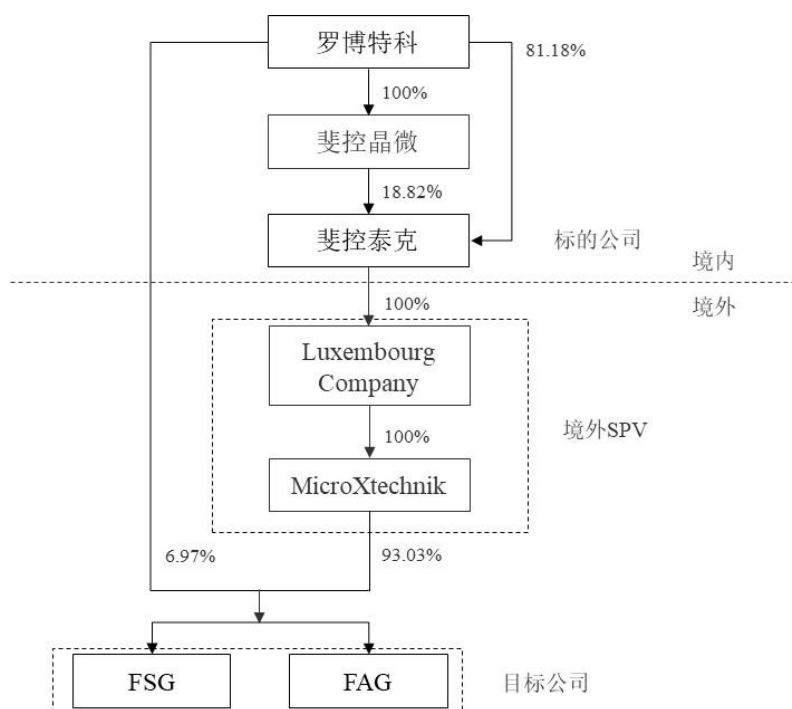 罗博特科
81.18%
100%
斐控晶微
18.82%
斐控泰克
标的公司
境内
境外
100%
Luxembourg
Company
100%
境外SPV
MicroXtechnik
6.97%
93.03%
FSG
FAG
目标公司